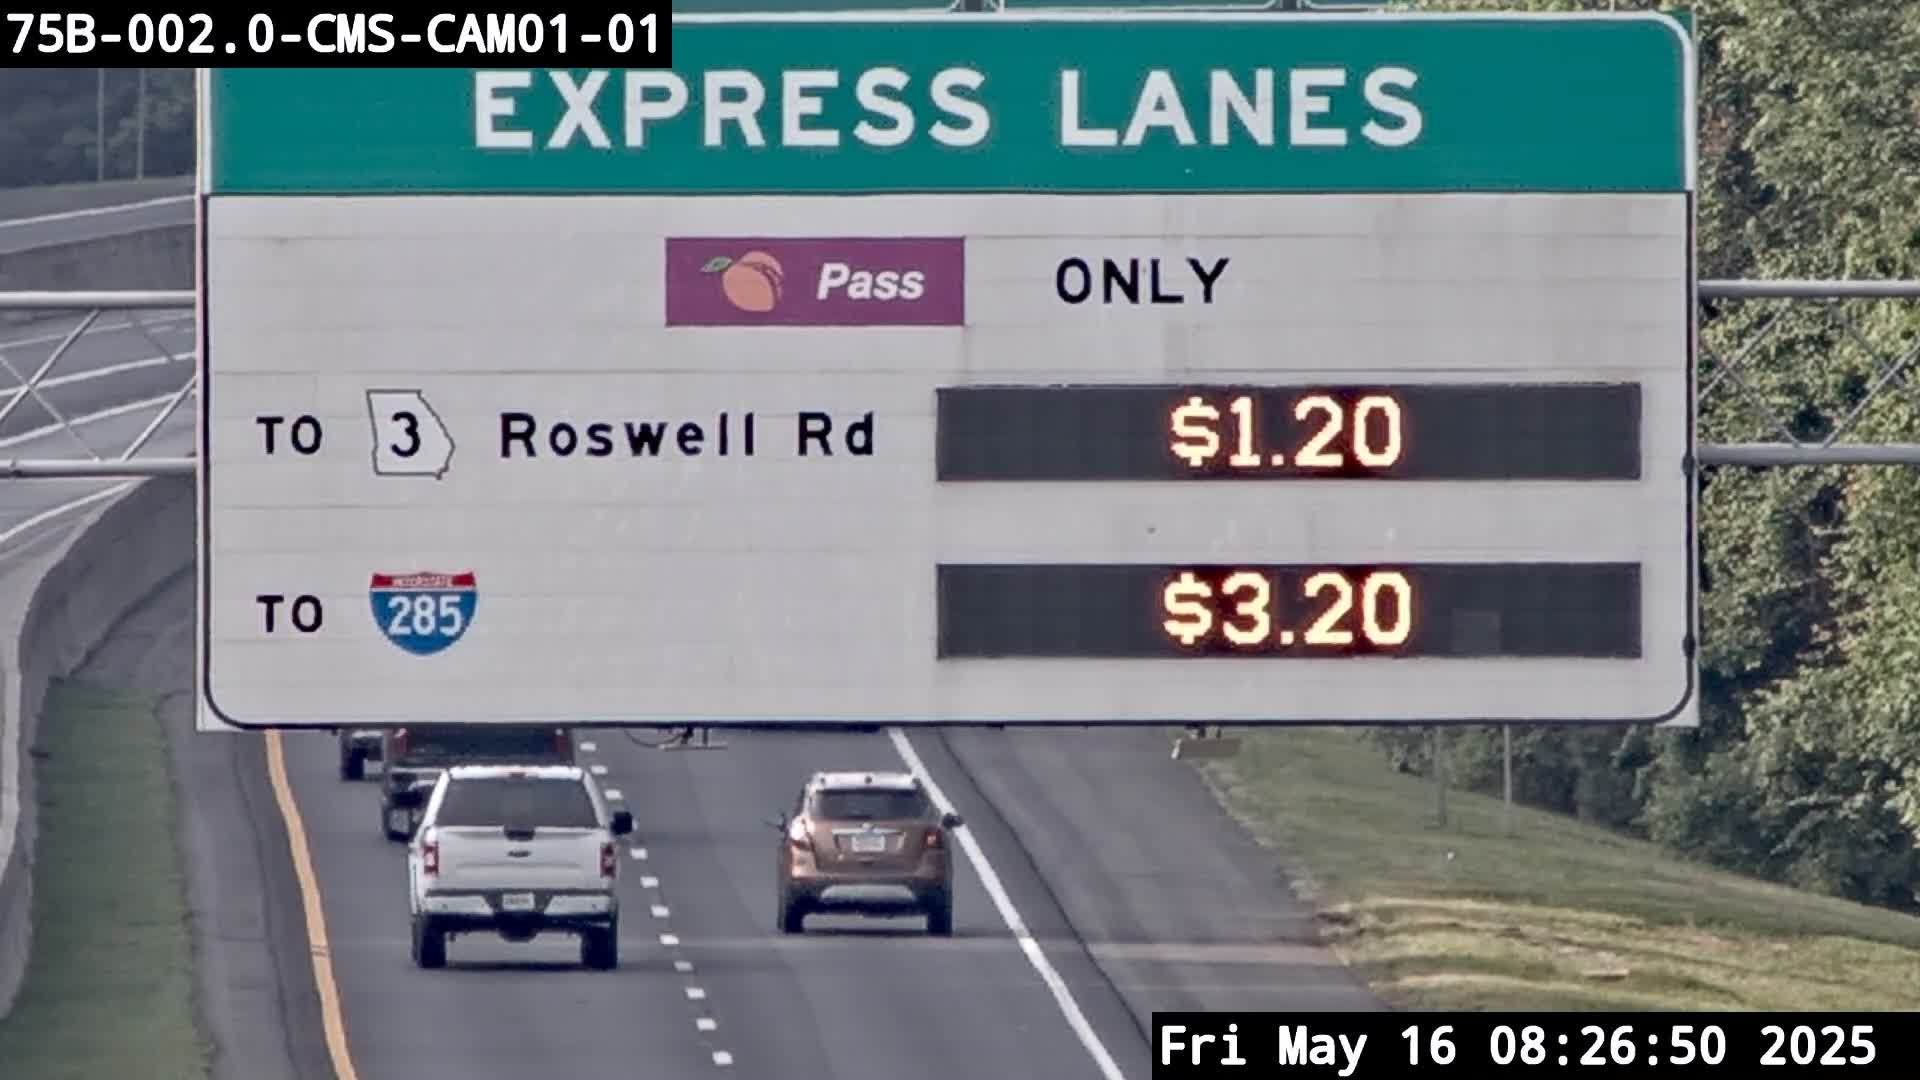 75B-002.0-CMS-CAM01-01
EXPRESS LANES
Pass ONLY
TO 3 Roswell Rd $1.20
TO INTERSTATE 285 $3.20
Fri May 16 08:26:50 2025